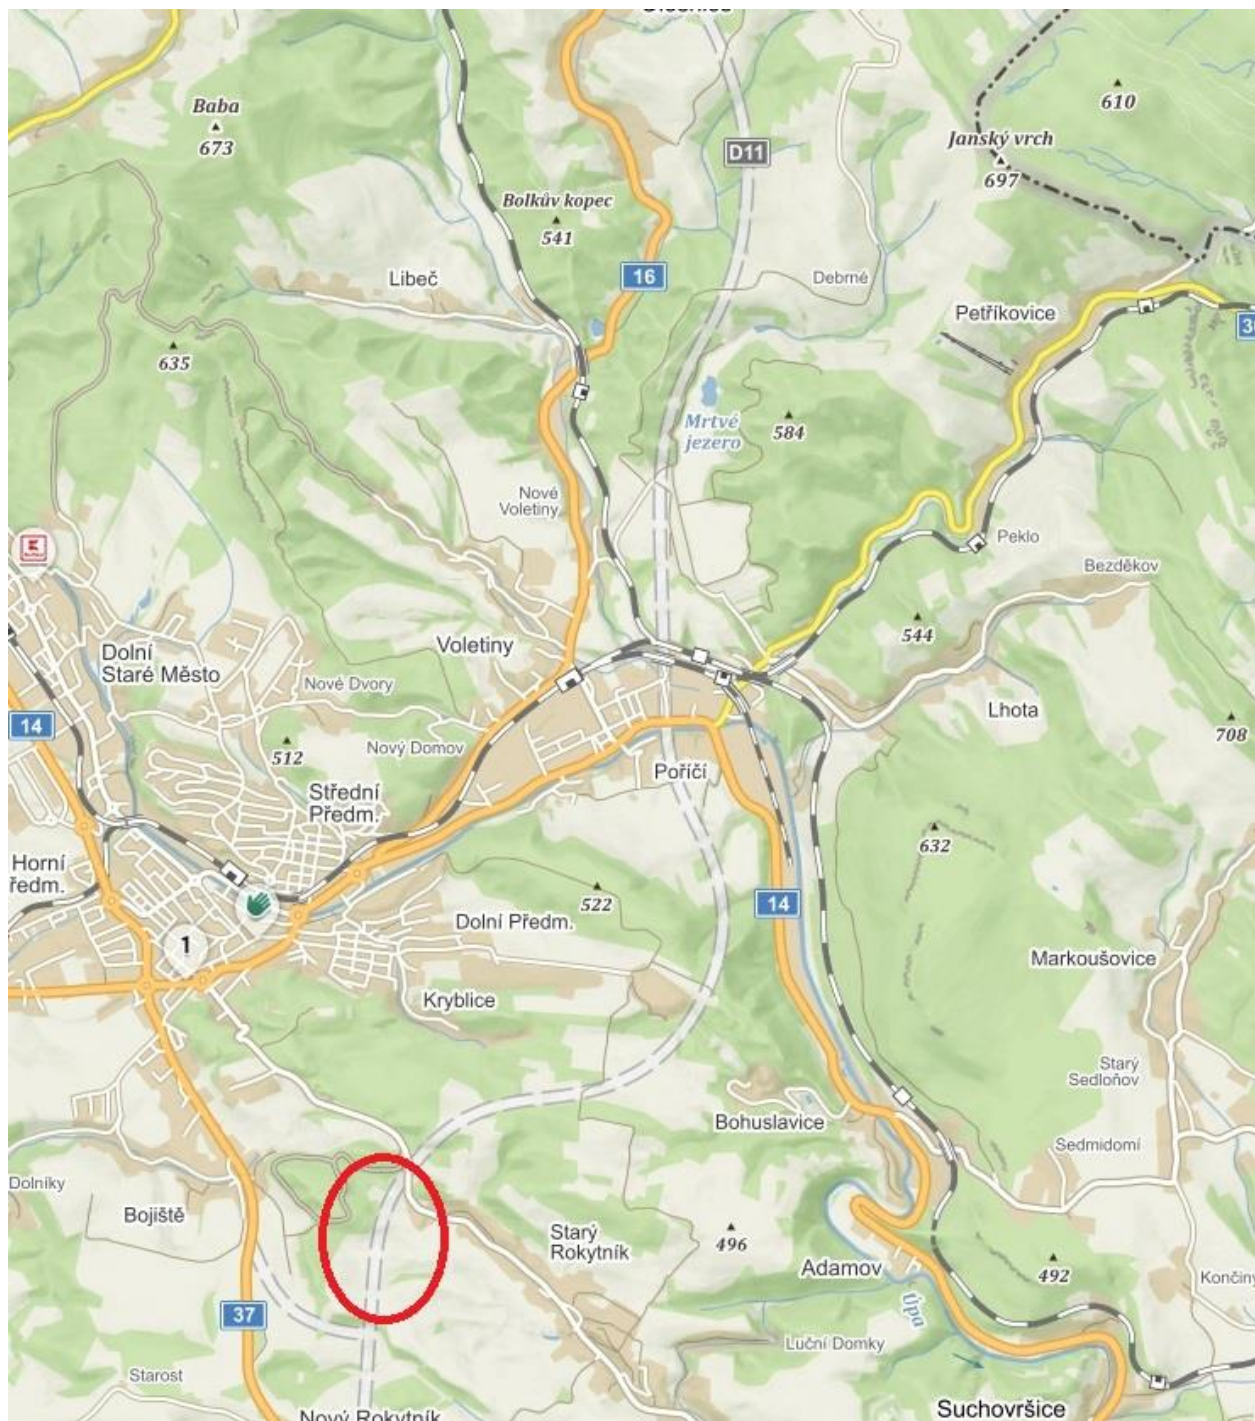 Baba
673
D11
610
Janský vrch
697
Bolkův kopec
541
Libeč
16
Debrné
Petříkovice
635
Mrtvé
jezero
584
Nové
Voletiny
Peklo
Bezděkov
544
Voletiny
Dolní
Staré Město
Nové Dvory
Lhota
14
512
Nový Domov
708
Poříčí
Střední
Předm.
632
Horní
522
14
Dolní Předm.
1
Markoušovice
Kryblice
Starý
Sedloňov
Bohuslavice
Sedmidomí
Dolníky
Bojiště
Starý
Rokytník
496
Adamov
492
Končiny
Úpa
37
Luční Domky
Starost
Suchovršice
Nový Rokytník